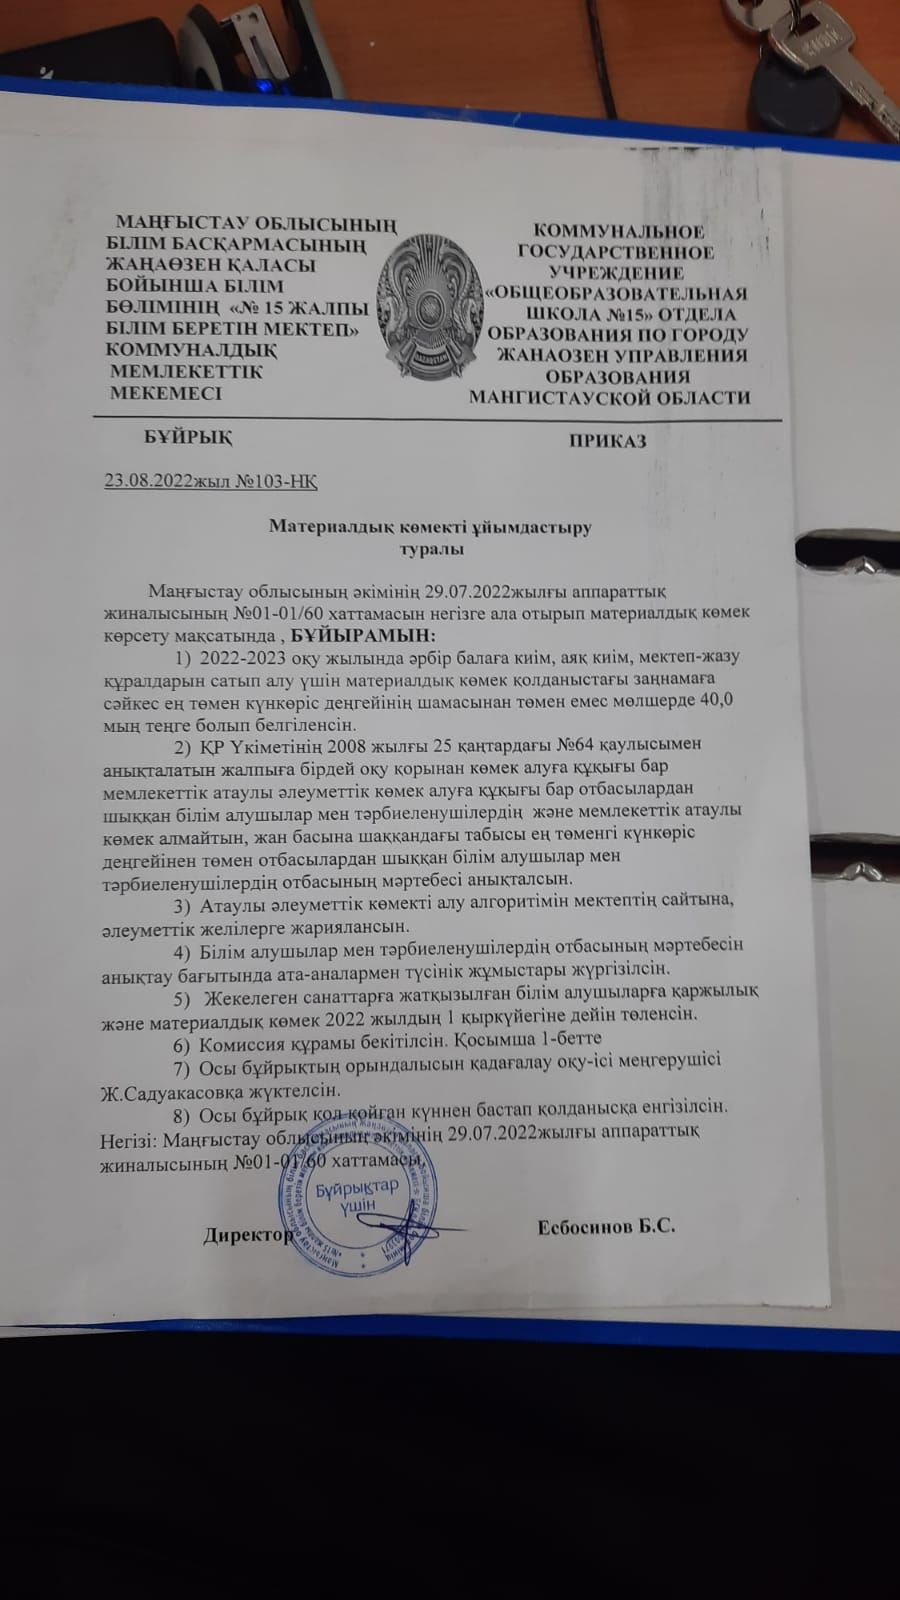 МАҢҒЫСТАУ ОБЛЫСЫНЫҢ
БІЛІМ БАСҚАРМАСЫНЫҢ
ЖАҢАӨЗЕН ҚАЛАСЫ
БОЙЫНША БІЛІМ
БӨЛІМІНІҢ «№ 15 ЖАЛПЫ
БІЛІМ БЕРЕТІН МЕКТЕП»
КОММУНАЛДЫҚ
МЕМЛЕКЕТТІК
МЕКЕМЕСІ
QAZAQSTAN
КОММУНАЛЬНОЕ
ГОСУДАРСТВЕННОЕ
УЧРЕЖДЕНИЕ
«ОБЩЕОБРАЗОВАТЕЛЬНАЯ
ШКОЛА №15» ОТДЕЛА
ОБРАЗОВАНИЯ ПО ГОРОДУ
ЖАНАОЗЕН УПРАВЛЕНИЯ
ОБРАЗОВАНИЯ
МАНГИСТАУСКОЙ ОБЛАСТИ
БҰЙРЫҚ
ПРИКАЗ
23.08.2022жыл №103-НҚ
Материалдық көмекті ұйымдастыру
туралы
Маңғыстау облысының әкімінің 29.07.2022жылғы аппараттық
жиналысының №01-01/60 хаттамасын негізге ала отырып материалдық көмек
көрсету мақсатында , БҰЙЫРАМЫН:
1) 2022-2023 оқу жылында әрбір балаға киім, аяқ киім, мектеп-жазу
құралдарын сатып алу үшін материалдық көмек қолданыстағы заңнамаға
сәйкес ең төмен күнкөріс деңгейінің шамасынан төмен емес мөлшерде 40,0
мың теңге болып белгіленсін.
2) ҚР Үкіметінің 2008 жылғы 25 қаңтардағы №64 қаулысымен
анықталатын жалпыға бірдей оқу қорынан көмек алуға құқығы бар
мемлекеттік атаулы әлеуметтік көмек алуға құқығы бар отбасылардан
шыққан білім алушылар мен тәрбиеленушілердің және мемлекеттік атаулы
көмек алмайтын, жан басына шаққандағы табысы ең төменгі күнкөріс
деңгейінен төмен отбасылардан шыққан білім алушылар мен
тәрбиеленушілердің отбасының мәртебесі анықталсын.
3) Атаулы әлеуметтік көмекті алу алгоритімін мектептің сайтына,
әлеуметтік желілерге жариялансын.
4) Білім алушылар мен тәрбиеленушілердің отбасының мәртебесін
анықтау бағытында ата-аналармен түсінік жұмыстары жүргізілсін.
5) Жекелеген санаттарға жатқызылған білім алушыларға қаржылық
және материалдық көмек 2022 жылдың 1 қыркүйегіне дейін төленсін.
6) Комиссия құрамы бекітілсін. Қосымша 1-бетте
7) Осы бұйрықтың орындалысын қадағалау оқу-ісі меңгерушісі
Ж.Садуакасовқа жүктелсін.
8) Осы бұйрық қол қойған күннен бастап қолданысқа енгізілсін.
Негізі: Маңғыстау облысының әкімінің 29.07.2022жылғы аппараттық
жиналысының №01-01/60 хаттамасы.
Бұйрықтар
үшін
Директор
Есбосинов Б.С.